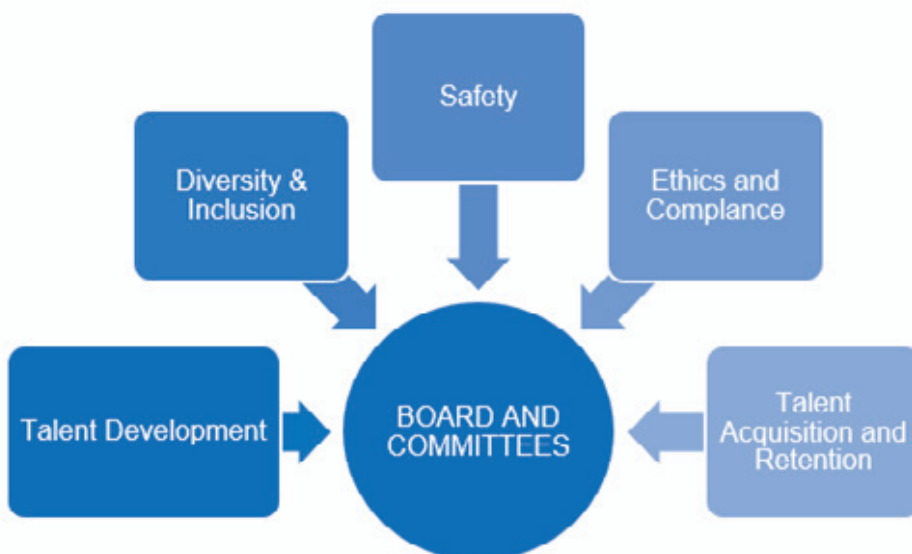 Safety
Diversity &
Inclusion
Ethics and
Complance
Talent Development
BOARD AND
COMMITTEES
Talent
Acquisition and
Retention